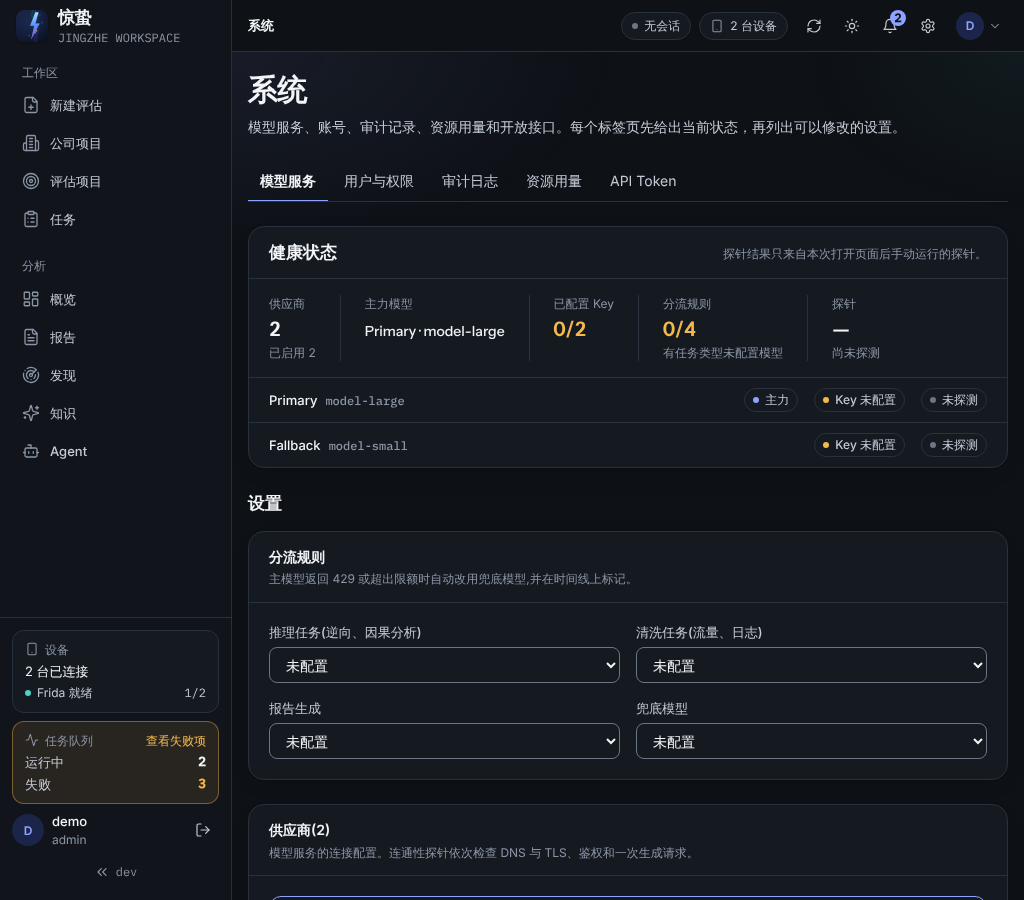 惊蛰
JINGZHE WORKSPACE
工作区
新建评估
公司项目
评估项目
任务
分析
概览
报告
发现
知识
Agent
设备
2 台已连接
Frida 就绪 1/2
任务队列 查看失败项
运行中 2
失败 3
D demo
admin
dev
系统
无会话
2 台设备
2
D
系统
模型服务、账号、审计记录、资源用量和开放接口。每个标签页先给出当前状态，再列出可以修改的设置。
模型服务 用户与权限 审计日志 资源用量 API Token
健康状态
探针结果只来自本次打开页面后手动运行的探针。
供应商
2
已启用 2
主力模型
Primary·model-large
已配置 Key
0/2
分流规则
0/4
有任务类型未配置模型
探针
—
尚未探测
Primary model-large 主力 Key 未配置 未探测
Fallback model-small Key 未配置 未探测
设置
分流规则
主模型返回 429 或超出限额时自动改用兜底模型,并在时间线上标记。
推理任务(逆向、因果分析)
未配置
清洗任务(流量、日志)
未配置
报告生成
未配置
兜底模型
未配置
供应商(2)
模型服务的连接配置。连通性探针依次检查 DNS 与 TLS、鉴权和一次生成请求。